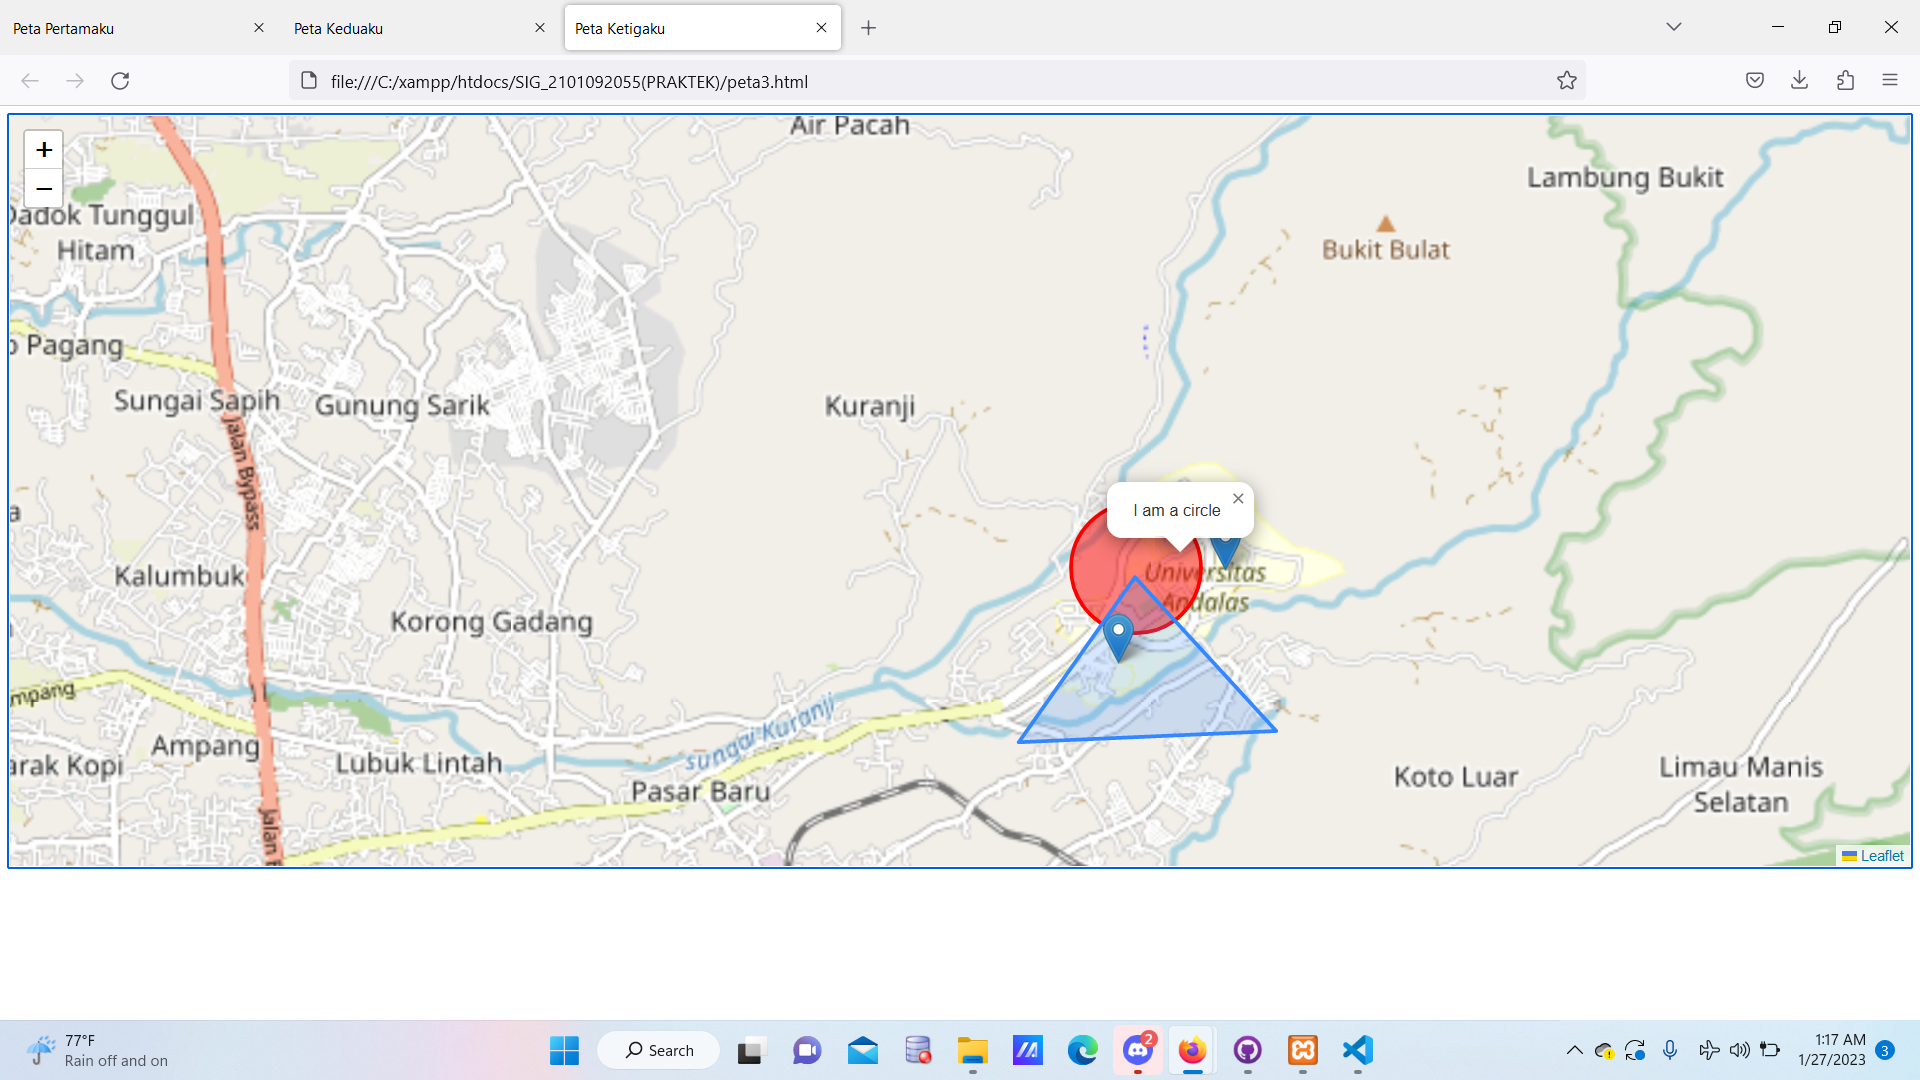 Peta Pertamaku
Peta Keduaku
Peta Ketigaku
file:///C:/xampp/htdocs/SIG_2101092055(PRAKTEK)/peta3.html
+
−
Air Pacah
Lambung Bukit
Dadok Tunggul
Hitam
Bukit Bulat
o Pagang
Sungai Sapih
Gunung Sarik
Kuranji
Jalan Bypass
I am a circle
a
Kalumbuk
Universitas
Andalas
Korong Gadang
mpang
sungai Kuranji
Ampang
arak Kopi
Lubuk Lintah
Pasar Baru
Koto Luar
Limau Manis
Selatan
Jalan B
Leaflet
77°F
Rain off and on
Search
2
1:17 AM
1/27/2023
3